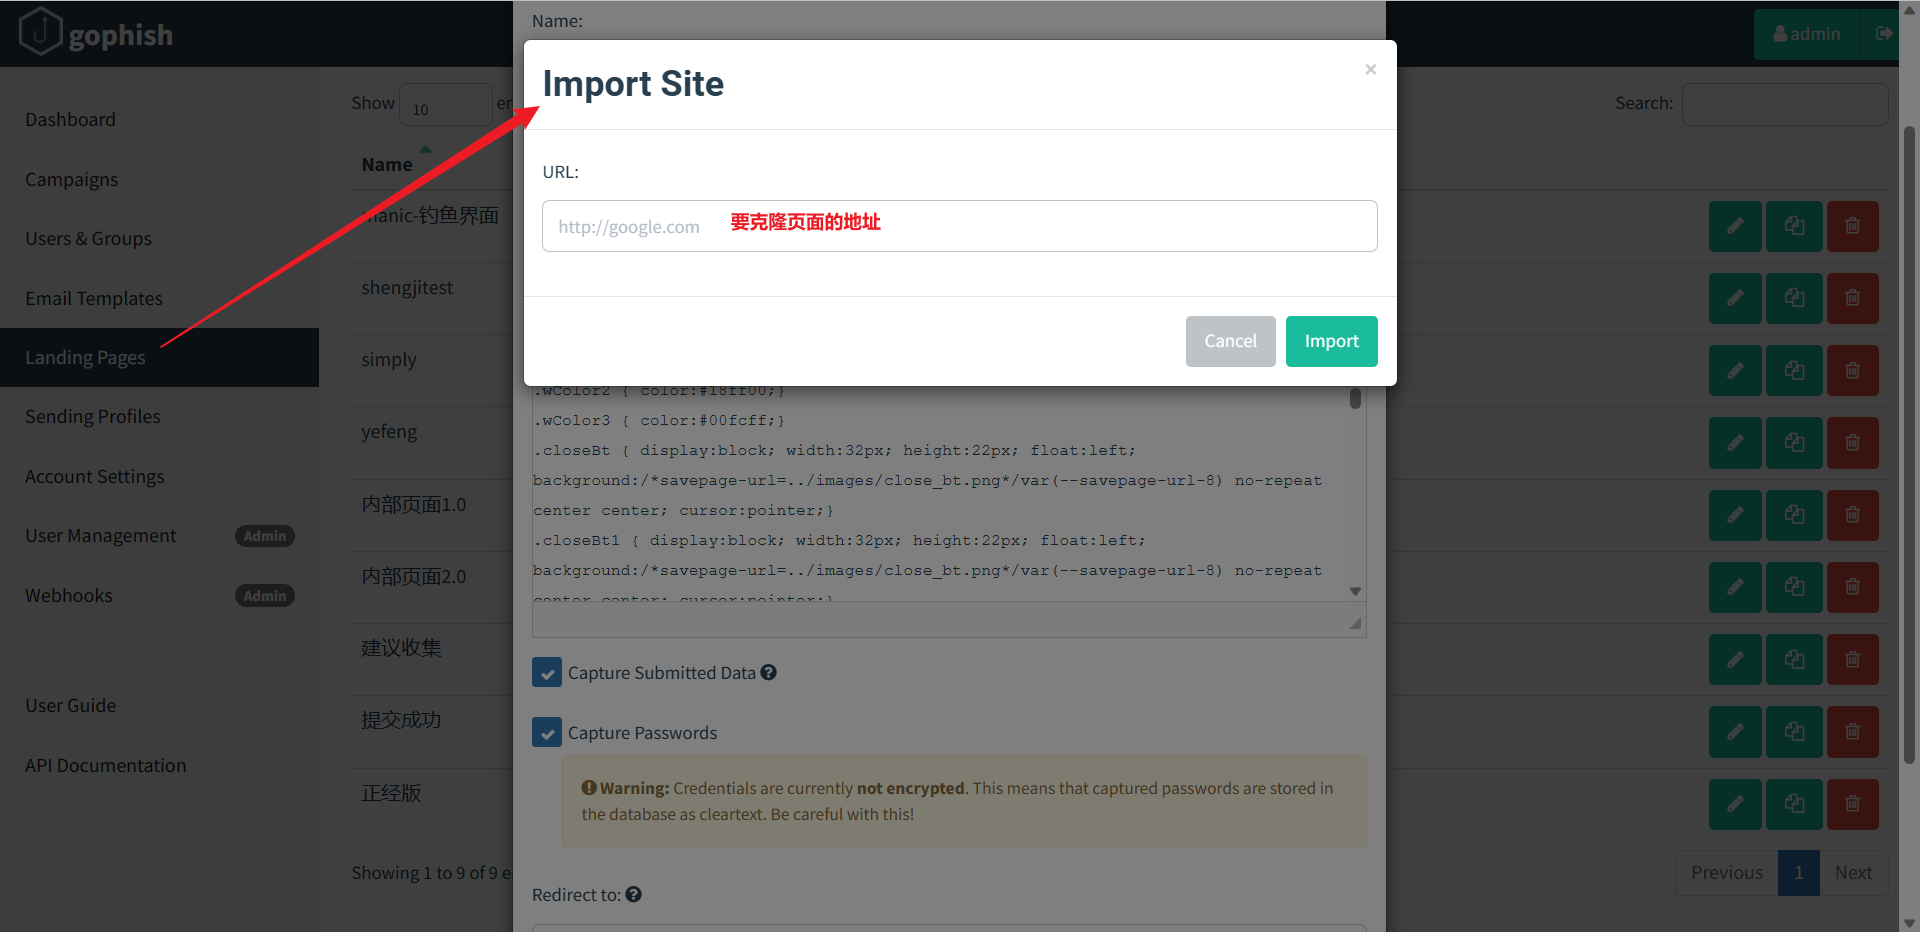 gophish
admin
Dashboard
Campaigns
Users & Groups
Email Templates
Landing Pages
Sending Profiles
Account Settings
User Management Admin
Webhooks Admin
User Guide
API Documentation
Show 10
Search:
Name
钓鱼界面
shengjitest
simply
yefeng
内部页面1.0
内部页面2.0
建议收集
提交成功
正经版
Showing 1 to 9 of 9
Previous 1 Next
Name:
Import Site
×
URL:
http://google.com 要克隆页面的地址
Cancel Import
.wColor2 { color:#18ff00;}
.wColor3 { color:#00fcff;}
.closeBt { display:block; width:32px; height:22px; float:left;
background:/*savepage-url=../images/close_bt.png*/var(--savepage-url-8) no-repeat
center center; cursor:pointer;}
.closeBt1 { display:block; width:32px; height:22px; float:left;
background:/*savepage-url=../images/close_bt.png*/var(--savepage-url-8) no-repeat
center center; cursor:pointer;}
Capture Submitted Data
Capture Passwords
Warning: Credentials are currently not encrypted. This means that captured passwords are stored in
the database as cleartext. Be careful with this!
Redirect to: